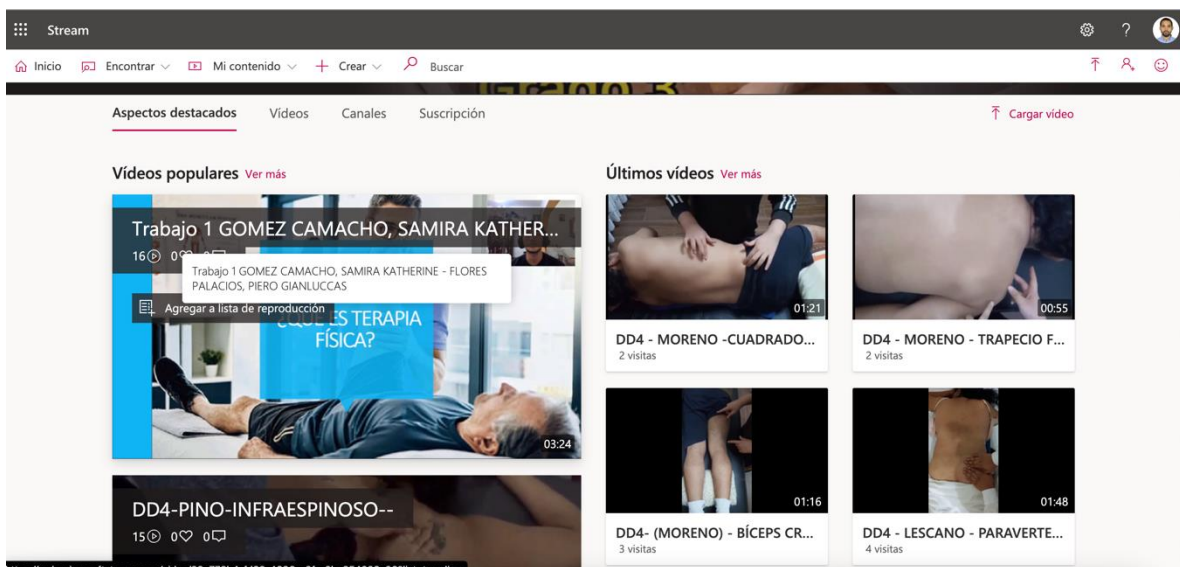 Stream
Inicio
Encontrar
Mi contenido
Crear
Buscar
Grado 3
Aspectos destacados
Vídeos
Canales
Suscripción
Cargar vídeo
Vídeos populares Ver más
Trabajo 1 GOMEZ CAMACHO, SAMIRA KATHER...
16
Trabajo 1 GOMEZ CAMACHO, SAMIRA KATHERINE - FLORES
PALACIOS, PIERO GIANLUCCAS
Agregar a lista de reproducción
¿QUÉ ES TERAPIA
FÍSICA?
03:24
DD4-PINO-INFRAESPINOSO--
15 0 0
Últimos vídeos Ver más
01:21
DD4 - MORENO -CUADRADO...
2 visitas
00:55
DD4 - MORENO - TRAPECIO F...
2 visitas
01:16
DD4- (MORENO) - BÍCEPS CR...
3 visitas
01:48
DD4 - LESCANO - PARAVERTE...
4 visitas